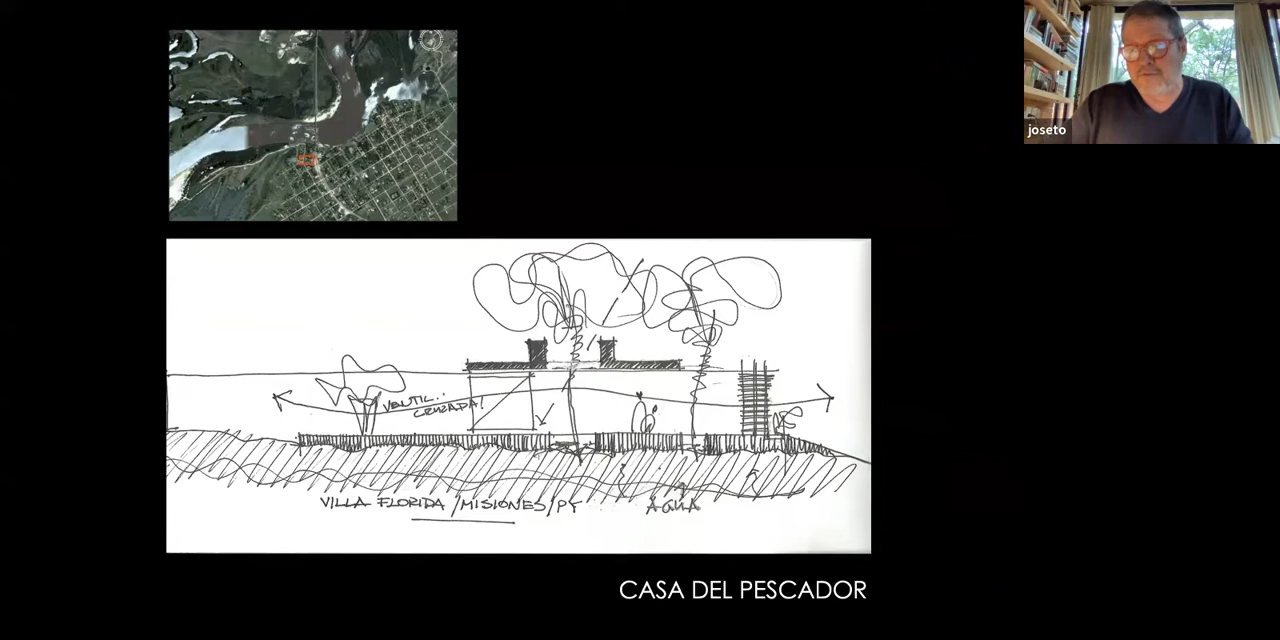 joseto
VENTIL..
CRUZADA
VILLA FLORIDA / MISIONES / PY
AGUA
CASA DEL PESCADOR